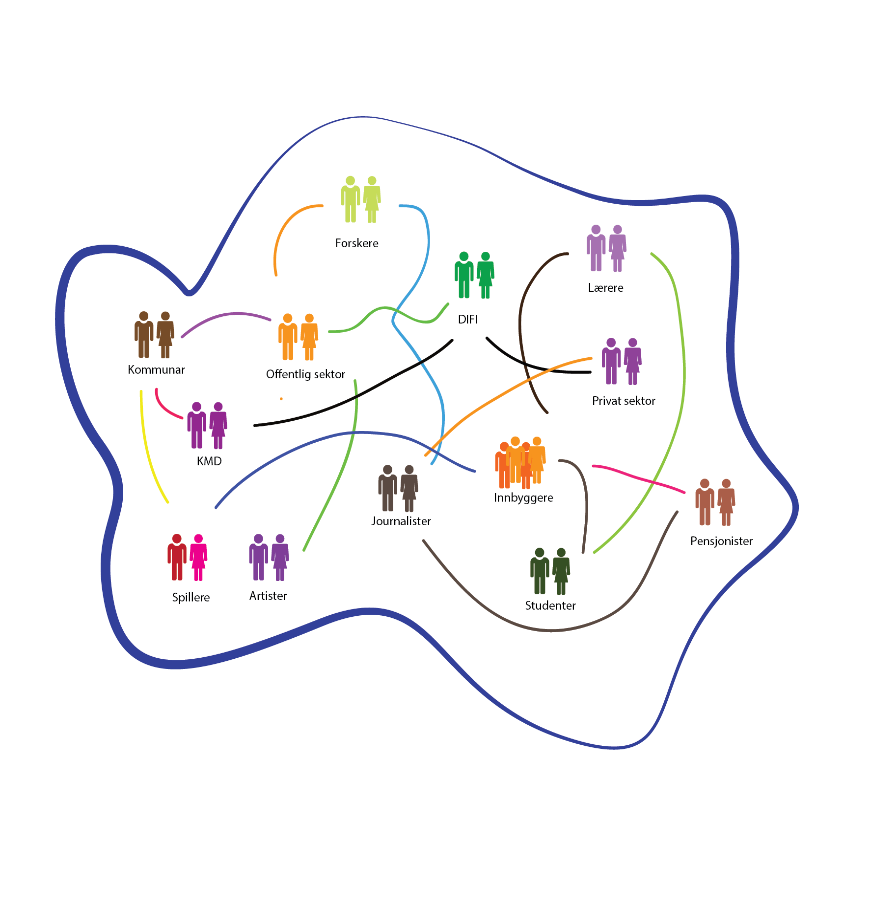 Forskere
Lærere
DIFI
Kommunar
Offentlig sektor
Privat sektor
KMD
Innbyggere
Journalister
Pensjonister
Spillere
Artister
Studenter